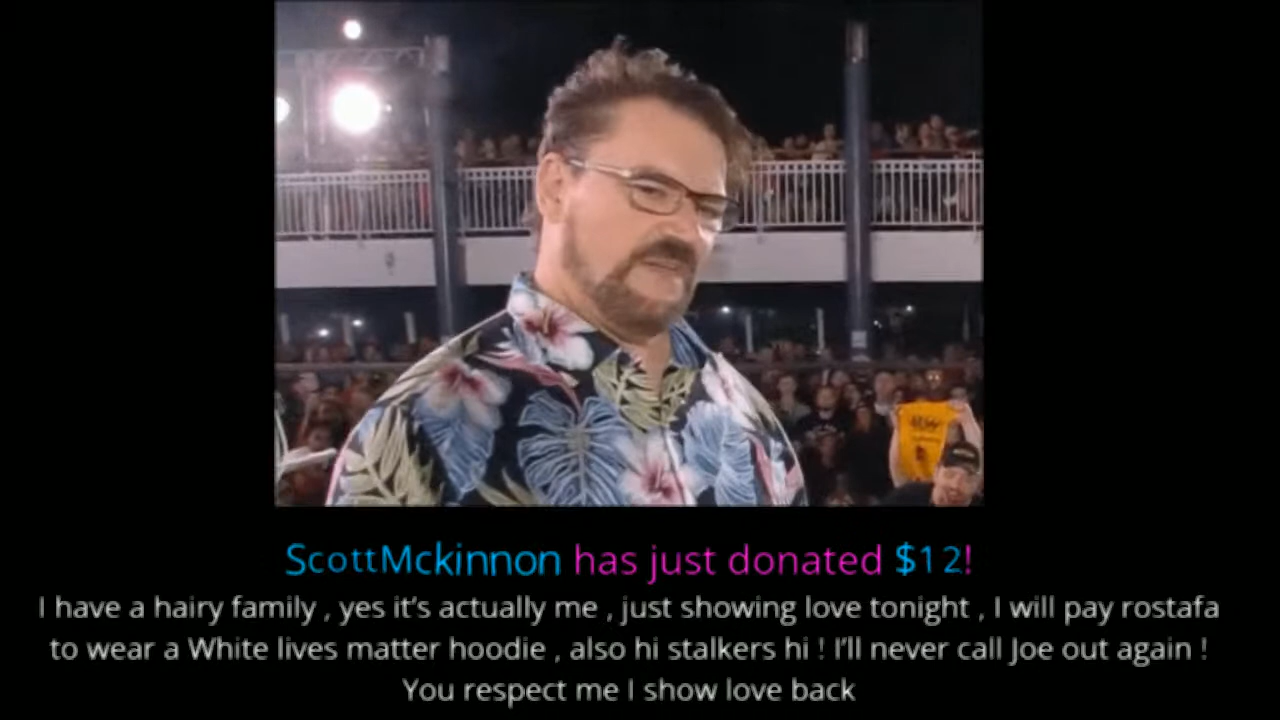 ScottMckinnon has just donated $12!
I have a hairy family , yes it’s actually me , just showing love tonight , I will pay rostafa
to wear a White lives matter hoodie , also hi stalkers hi ! I’ll never call Joe out again !
You respect me I show love back